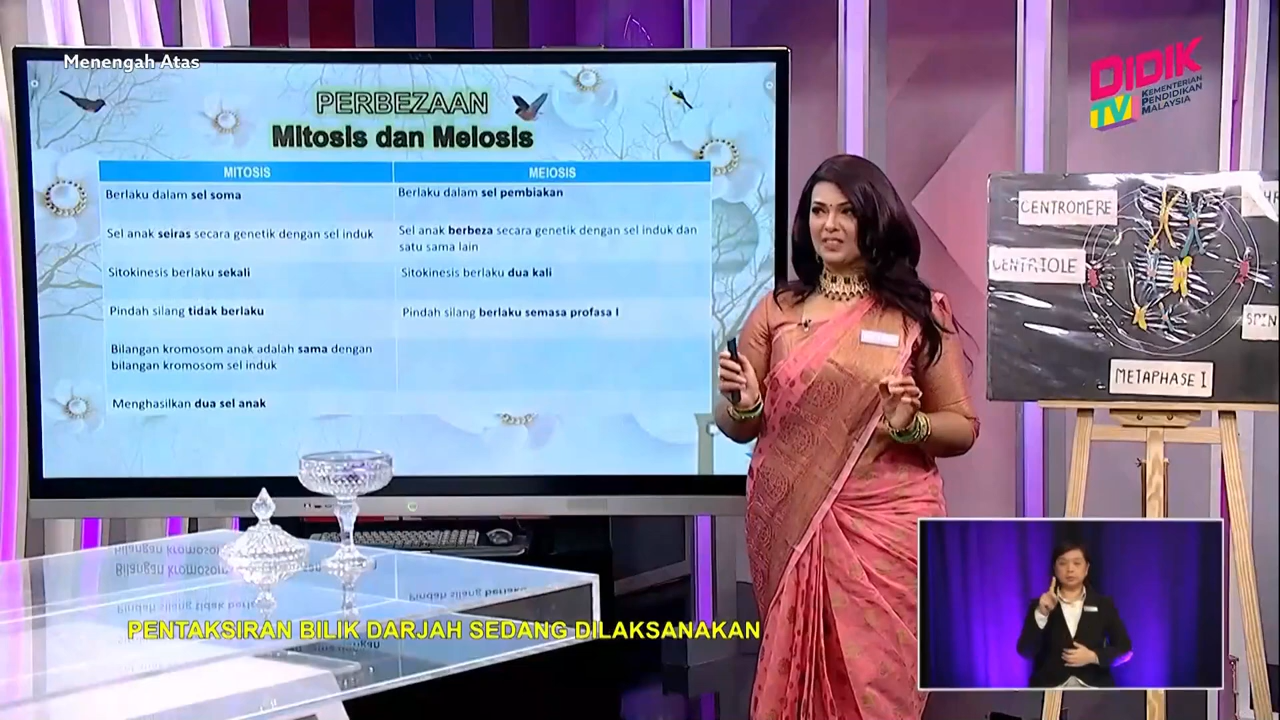 Menengah Atas
DIDIK
TV
KEMENTERIAN
PENDIDIKAN
MALAYSIA
PERBEZAAN
Mitosis dan Meiosis
MITOSIS
MEIOSIS
Berlaku dalam sel soma
Berlaku dalam sel pembiakan
Sel anak seiras secara genetik dengan sel induk
Sel anak berbeza secara genetik dengan sel induk dan
satu sama lain
Sitokinesis berlaku sekali
Sitokinesis berlaku dua kali
Pindah silang tidak berlaku
Pindah silang berlaku semasa profasa I
Bilangan kromosom anak adalah sama dengan
bilangan kromosom sel induk
Menghasilkan dua sel anak
CENTROMERE
CENTRIOLE
METAPHASE I
PENTAKSIRAN BILIK DARJAH SEDANG DILAKSANAKAN